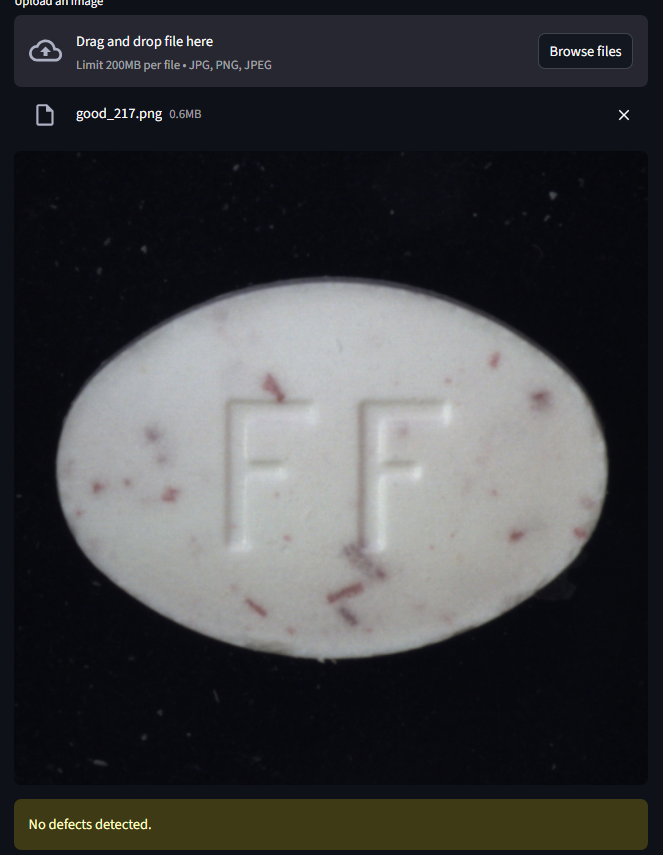 Upload an image
Drag and drop file here
Limit 200MB per file • JPG, PNG, JPEG
Browse files
good_217.png 0.6MB
FF
No defects detected.